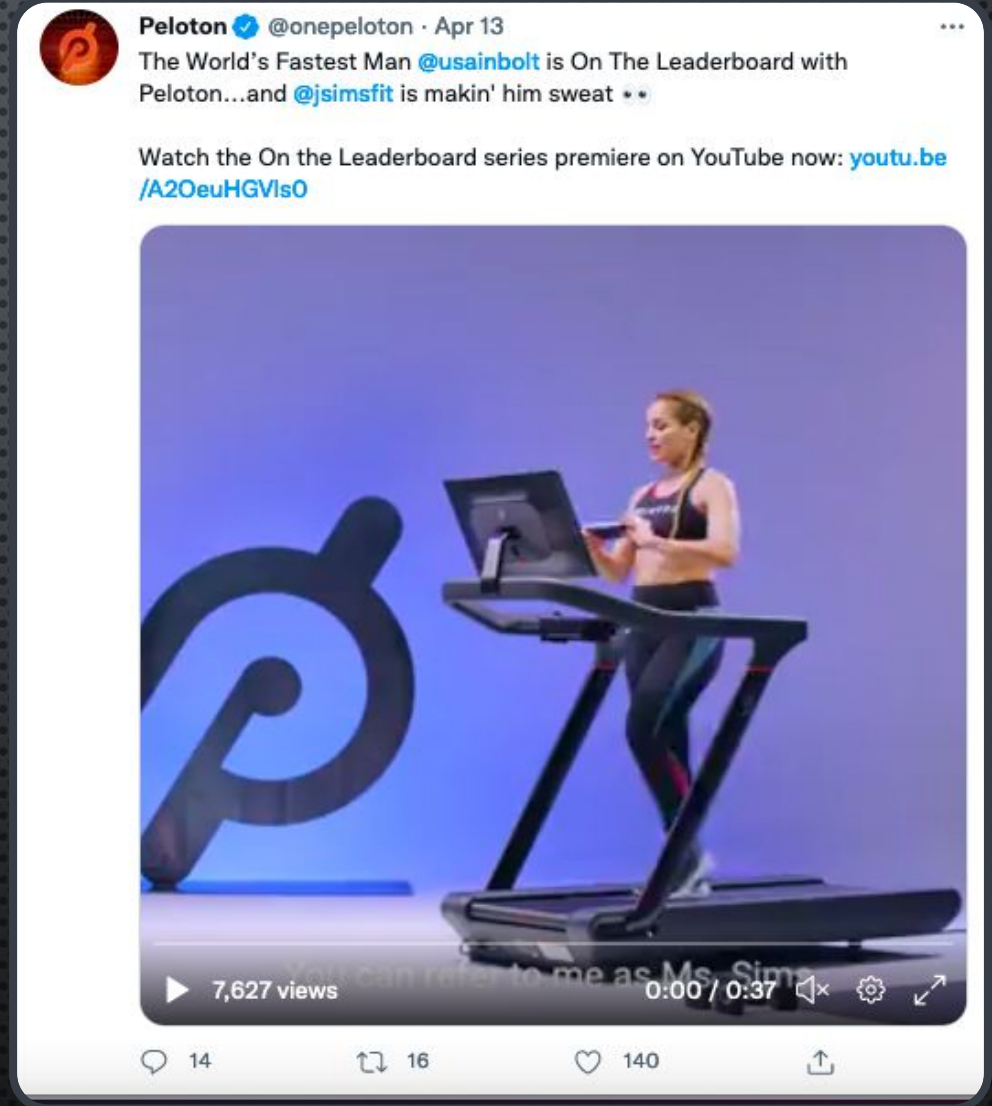 Peloton @onepeloton · Apr 13
The World's Fastest Man @usainbolt is On The Leaderboard with
Peloton...and @jsimsfit is makin' him sweat 👀
Watch the On the Leaderboard series premiere on YouTube now: youtu.be
/A2OeuHGVIs0
You can refer to me as Ms. Sims
7,627 views
0:00 / 0:37
14
16
140